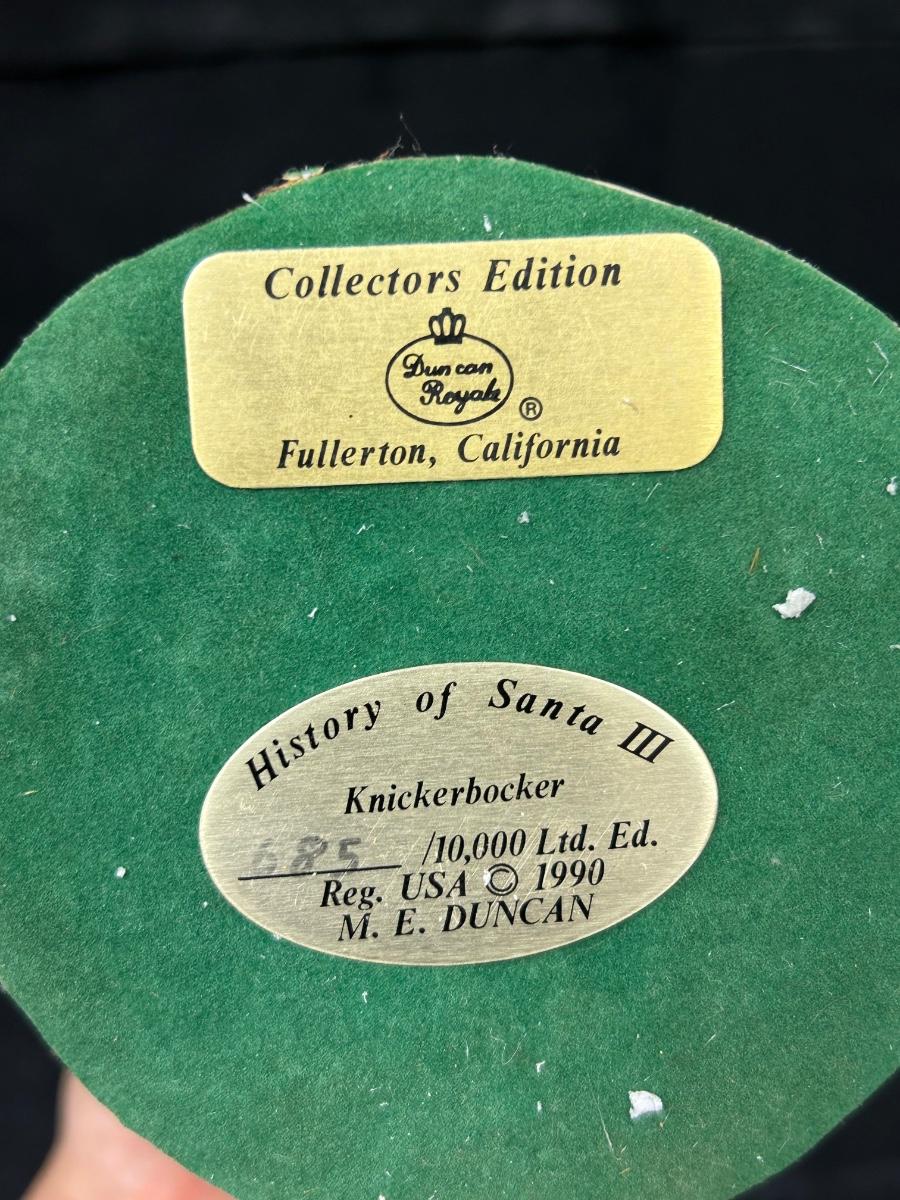 Collectors Edition
Duncan
Royale
®
Fullerton, California
History of Santa III
Knickerbocker
685 /10,000 Ltd. Ed.
Reg. USA © 1990
M. E. DUNCAN